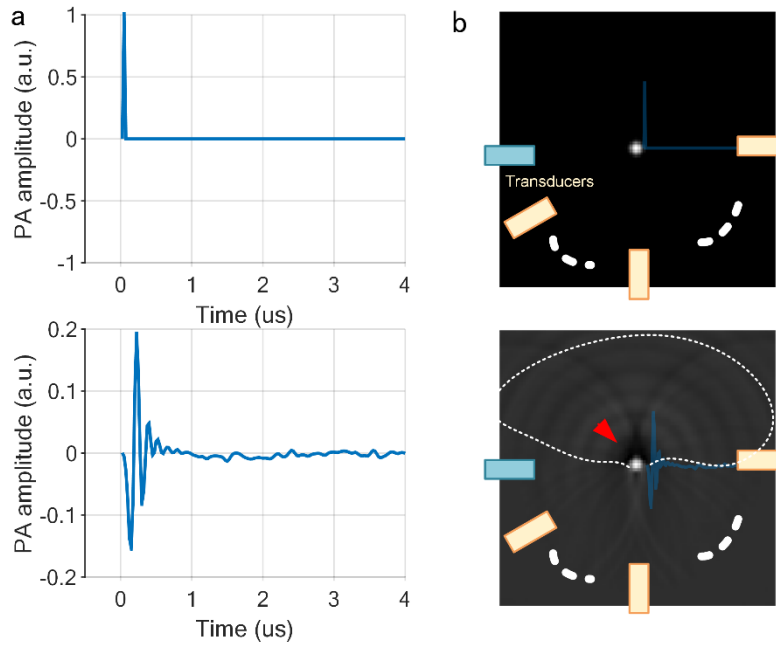 a
PA amplitude (a.u.)
1
0.5
0
-0.5
-1
0 1 2 3 4
Time (us)
PA amplitude (a.u.)
0.2
0.1
0
-0.1
-0.2
0 1 2 3 4
Time (us)
b
Transducers